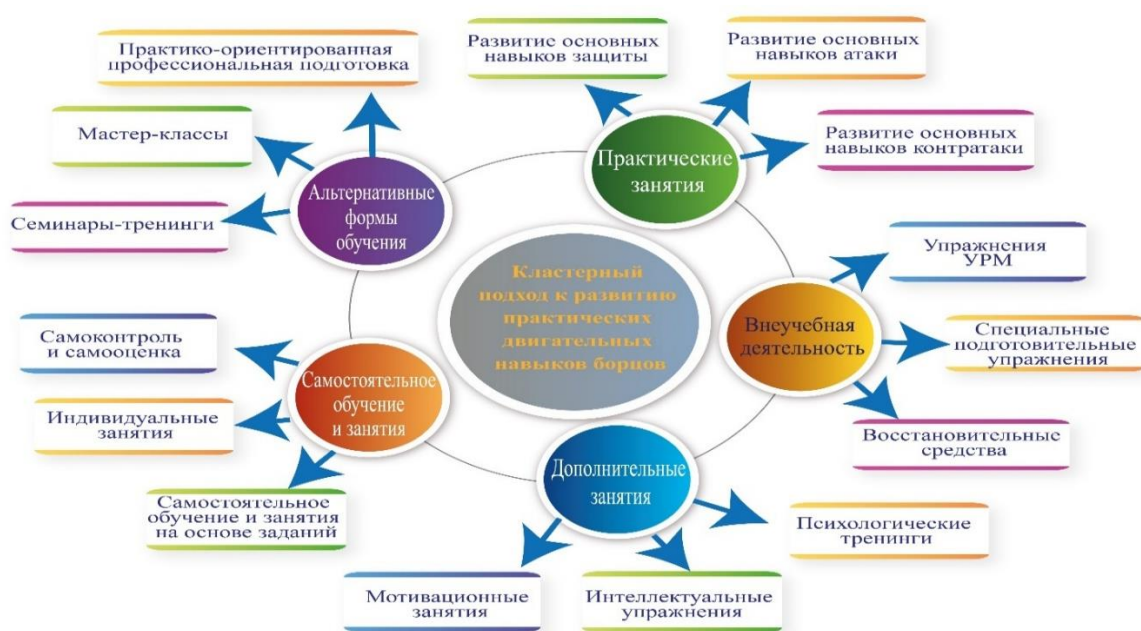 Практико-ориентированная
профессиональная подготовка
Мастер-классы
Семинары-тренинги
Альтернативные
формы
обучения
Развитие основных
навыков защиты
Развитие основных
навыков атаки
Развитие основных
навыков контратаки
Практические
занятия
Кластерный
подход к развитию
практических
двигательных
навыков борцов
Упражнения
УРМ
Специальные
подготовительные
упражнения
Восстановительные
средства
Внеучебная
деятельность
Самоконтроль
и самооценка
Индивидуальные
занятия
Самостоятельное
обучение и занятия
на основе заданий
Самостоятельное
обучение
и занятия
Дополнительные
занятия
Психологические
тренинги
Мотивационные
занятия
Интеллектуальные
упражнения